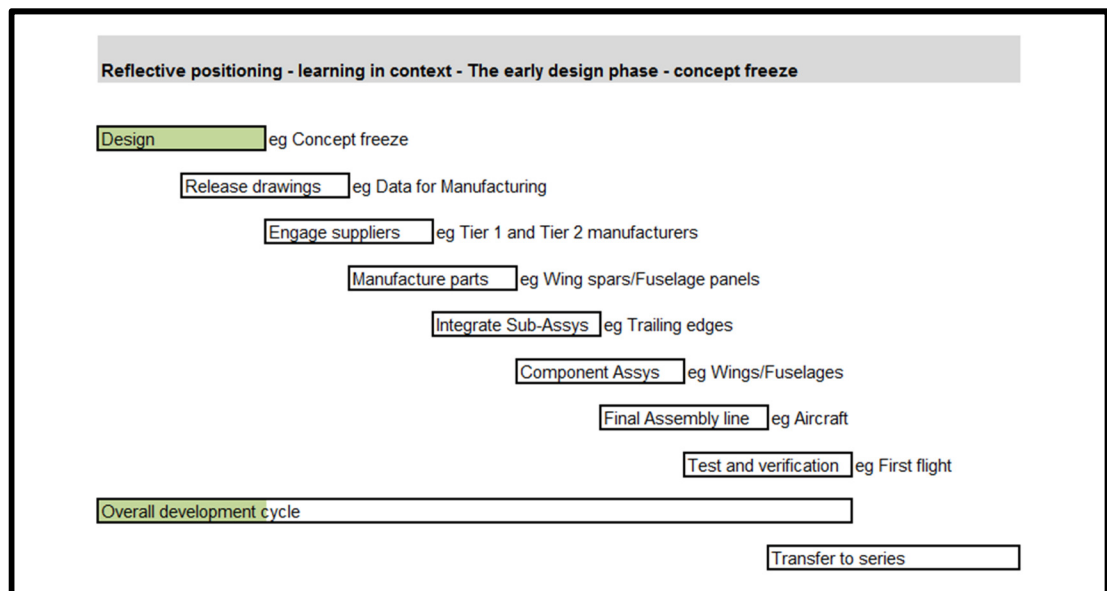 Reflective positioning - learning in context - The early design phase - concept freeze
Design eg Concept freeze
Release drawings eg Data for Manufacturing
Engage suppliers eg Tier 1 and Tier 2 manufacturers
Manufacture parts eg Wing spars/Fuselage panels
Integrate Sub-Assys eg Trailing edges
Component Assys eg Wings/Fuselages
Final Assembly line eg Aircraft
Test and verification eg First flight
Overall development cycle
Transfer to series